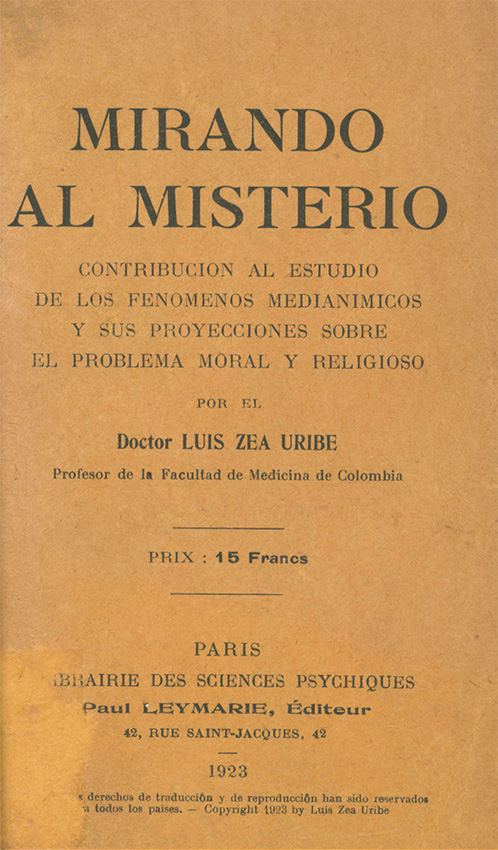 MIRANDO
AL MISTERIO
CONTRIBUCION AL ESTUDIO
DE LOS FENOMENOS MEDIANIMICOS
Y SUS PROYECCIONES SOBRE
EL PROBLEMA MORAL Y RELIGIOSO
POR EL
Doctor LUIS ZEA URIBE
Profesor de la Facultad de Medicina de Colombia
PRIX : 15 Francs
PARIS
IBRAIRIE DES SCIENCES PSYCHIQUES
Paul LEYMARIE, Éditeur
42, RUE SAINT-JACQUES, 42
1923
s derechos de traducción y de reproducción han sido reservados
a todos los paises. — Copyright 1923 by Luis Zea Uribe